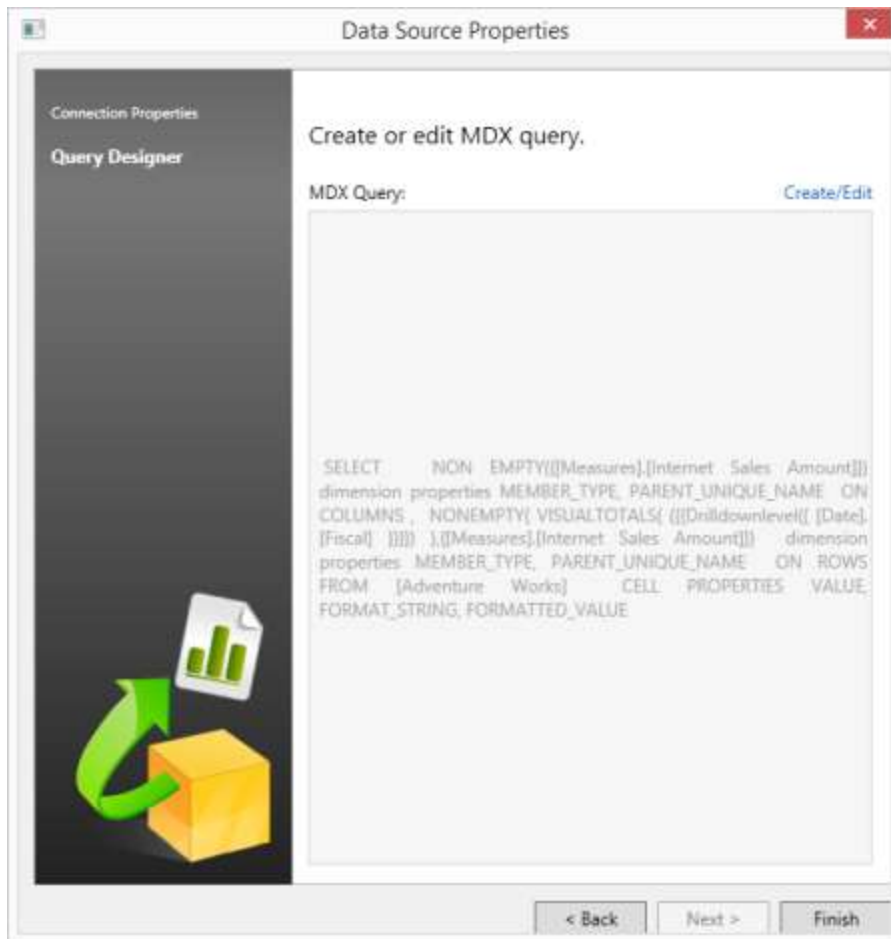 Data Source Properties
Connection Properties
Query Designer
Create or edit MDX query.
MDX Query:
Create/Edit
SELECT NON EMPTY(({[Measures].[Internet Sales Amount]}))
dimension properties MEMBER_TYPE, PARENT_UNIQUE_NAME ON
COLUMNS , NONEMPTY( VISUALTOTALS( ({({Drilldownlevel({ [Date].
[Fiscal] })})}) ),{[Measures].[Internet Sales Amount]}) dimension
properties MEMBER_TYPE, PARENT_UNIQUE_NAME ON ROWS
FROM [Adventure Works] CELL PROPERTIES VALUE,
FORMAT_STRING, FORMATTED_VALUE
< Back
Next >
Finish